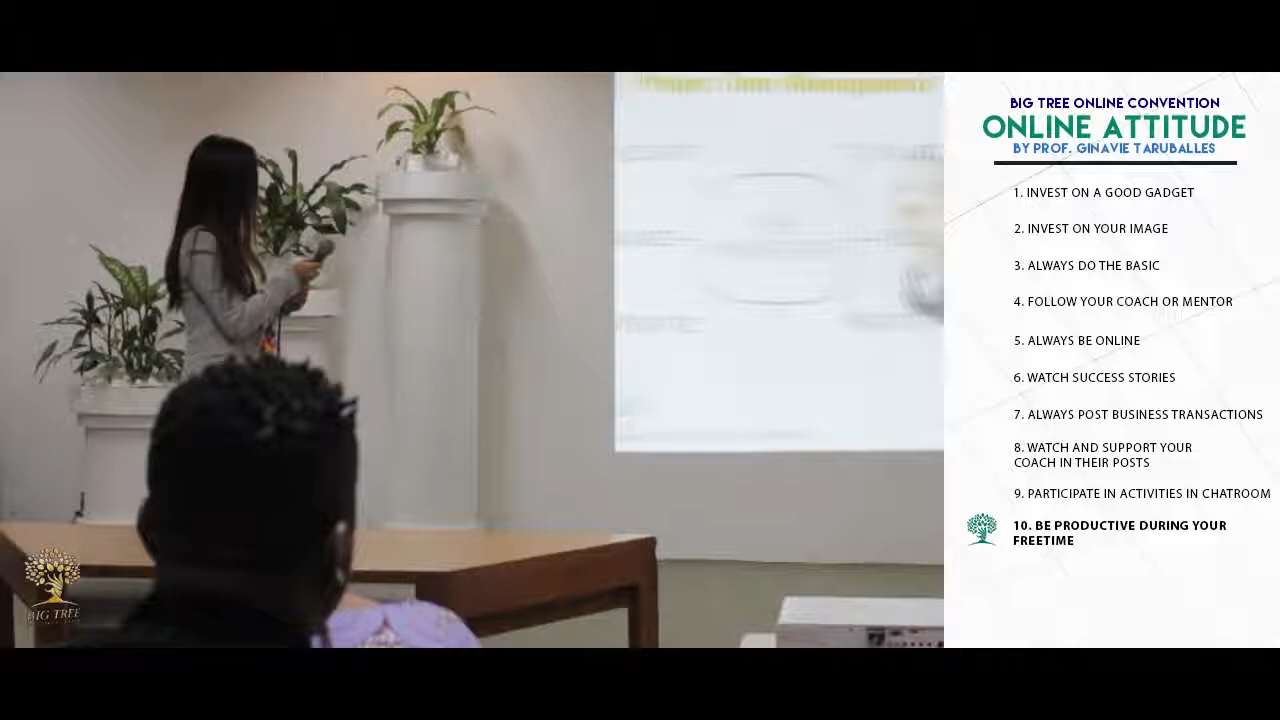 BIG TREE ONLINE CONVENTION
ONLINE ATTITUDE
BY PROF. GINAVIE TARUBALLES
1. INVEST ON A GOOD GADGET
2. INVEST ON YOUR IMAGE
3. ALWAYS DO THE BASIC
4. FOLLOW YOUR COACH OR MENTOR
5. ALWAYS BE ONLINE
6. WATCH SUCCESS STORIES
7. ALWAYS POST BUSINESS TRANSACTIONS
8. WATCH AND SUPPORT YOUR
COACH IN THEIR POSTS
9. PARTICIPATE IN ACTIVITIES IN CHATROOM
10. BE PRODUCTIVE DURING YOUR
FREETIME
BIG TREE